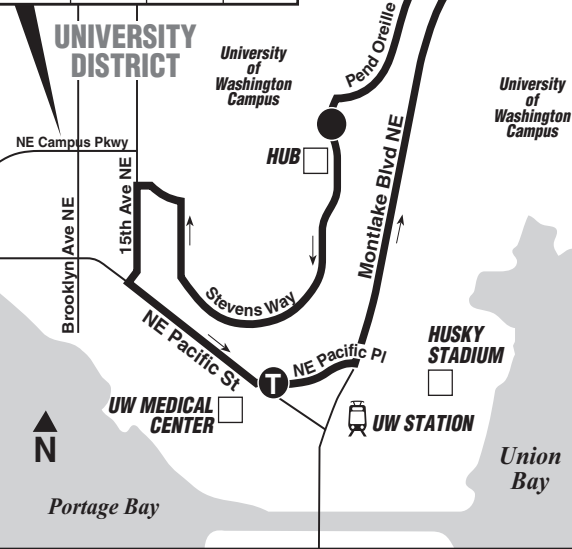 UNIVERSITY
DISTRICT
University
of
Washington
Campus
Pend Oreille
University
of
Washington
Campus
NE Campus Pkwy
HUB
15th Ave NE
Brooklyn Ave NE
Montlake Blvd NE
Stevens Way
NE Pacific St
NE Pacific Pl
T
HUSKY
STADIUM
UW MEDICAL
CENTER
UW STATION
N
Portage Bay
Union
Bay